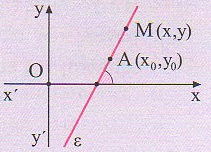 y
M (x,y)
A (x₀,y₀)
O
x´ x
y´ ε